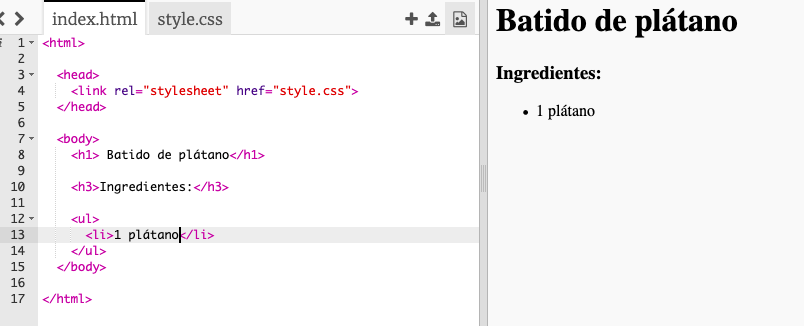 index.html style.css
1 <html>
2
3 <head>
4 <link rel="stylesheet" href="style.css">
5 </head>
6
7 <body>
8 <h1> Batido de plátano</h1>
9
10 <h3>Ingredientes:</h3>
11
12 <ul>
13 <li>1 plátano</li>
14 </ul>
15 </body>
16
17 </html>
Batido de plátano
Ingredientes:
• 1 plátano